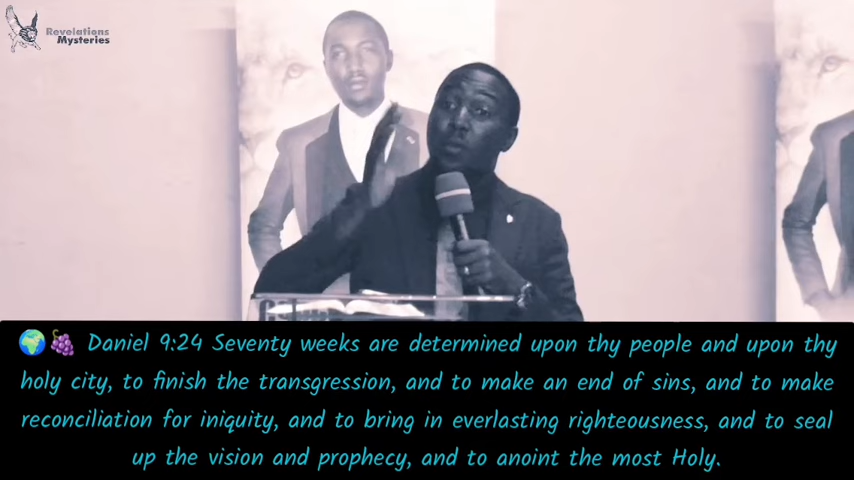 Revelations
Mysteries
🌍🍇 Daniel 9:24 Seventy weeks are determined upon thy people and upon thy
holy city, to finish the transgression, and to make an end of sins, and to make
reconciliation for iniquity, and to bring in everlasting righteousness, and to seal
up the vision and prophecy, and to anoint the most Holy.